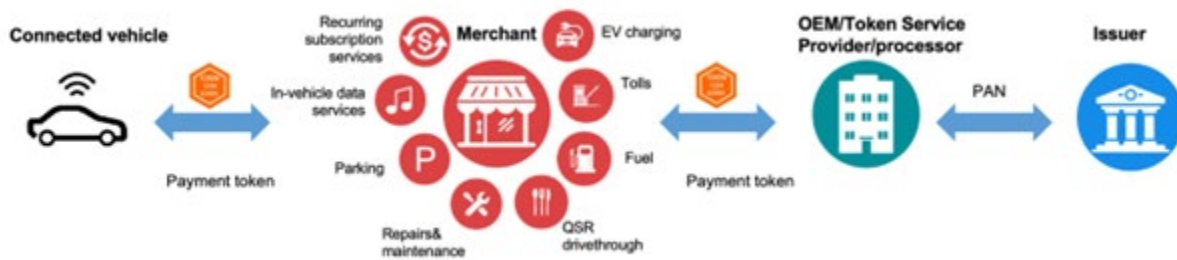 Connected vehicle
Payment token
Recurring
subscription
services
In-vehicle data
services
Parking
Repairs&
maintenance
Merchant
EV charging
Tolls
Fuel
QSR
drivethrough
Payment token
OEM/Token Service
Provider/processor
PAN
Issuer
P
$